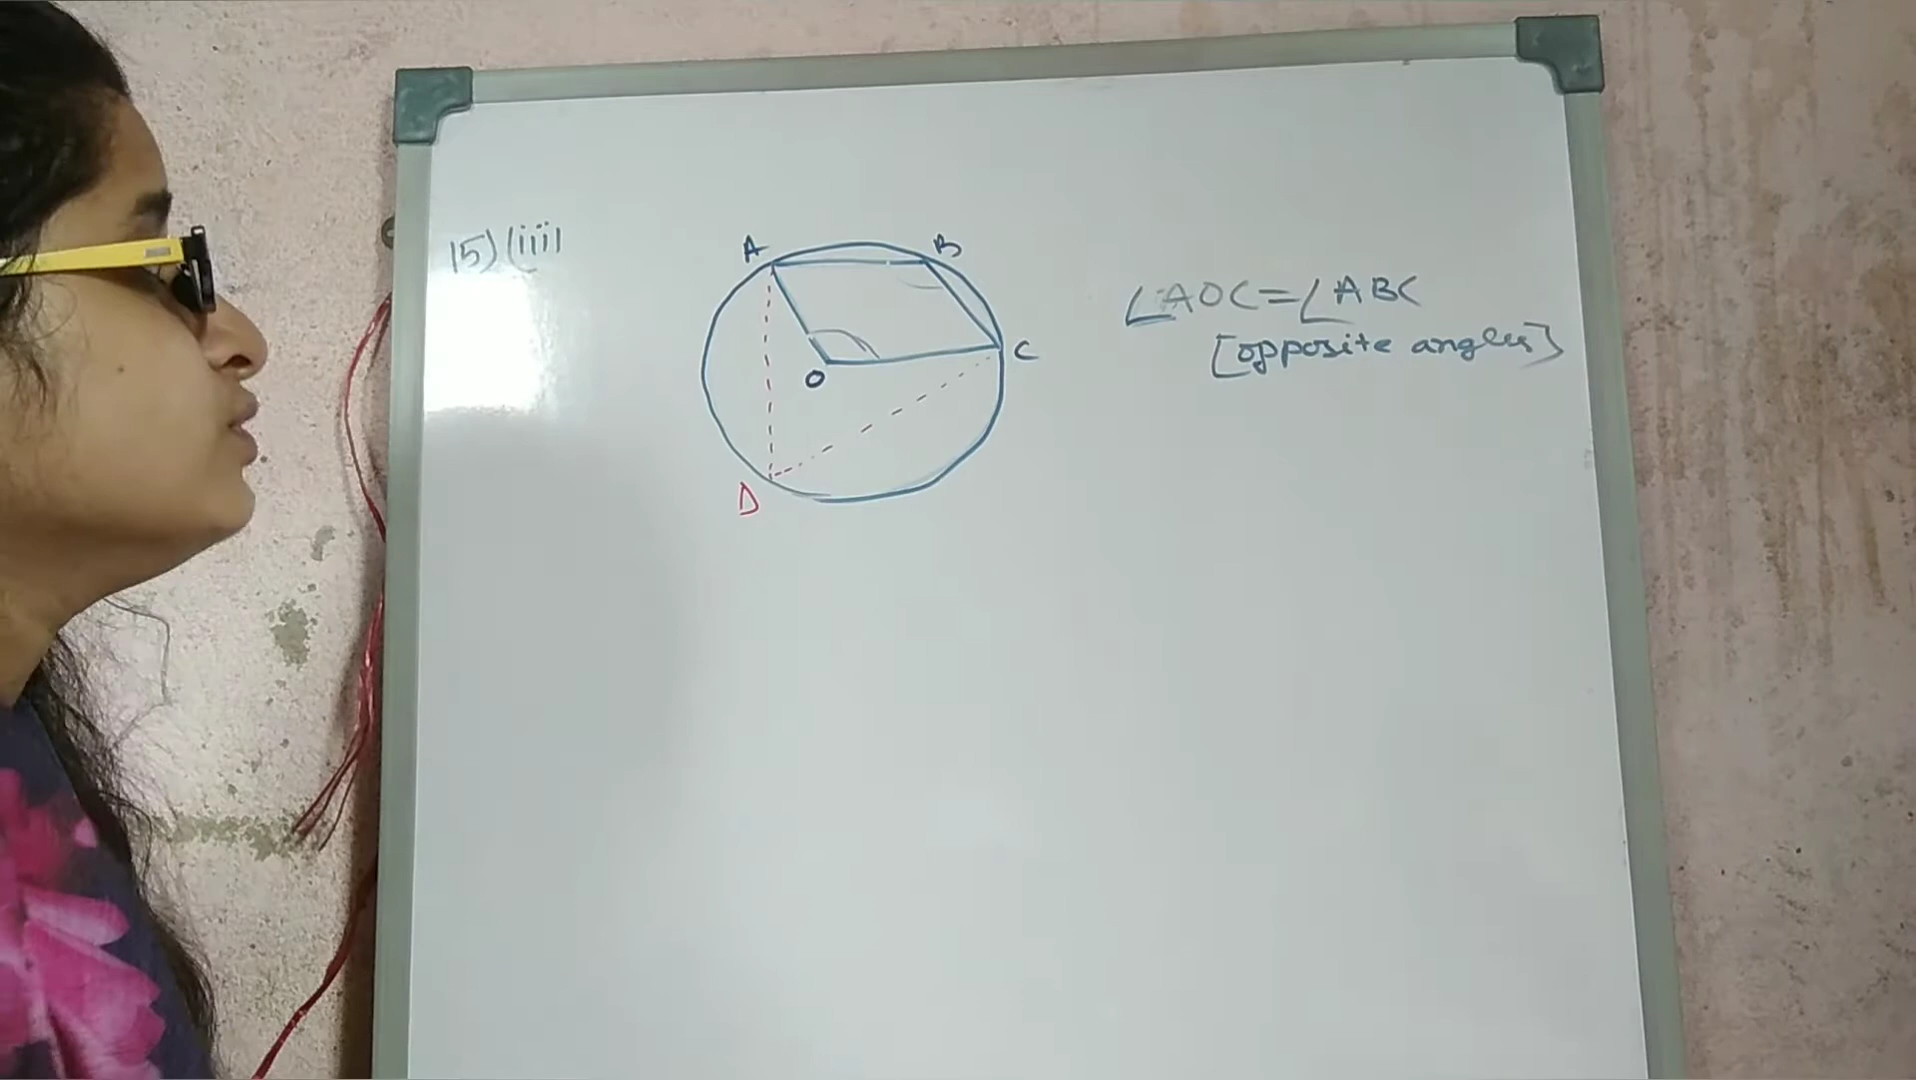 15) (iii)
A
B
C
O
D
∠AOC=∠ABC
[opposite angles]